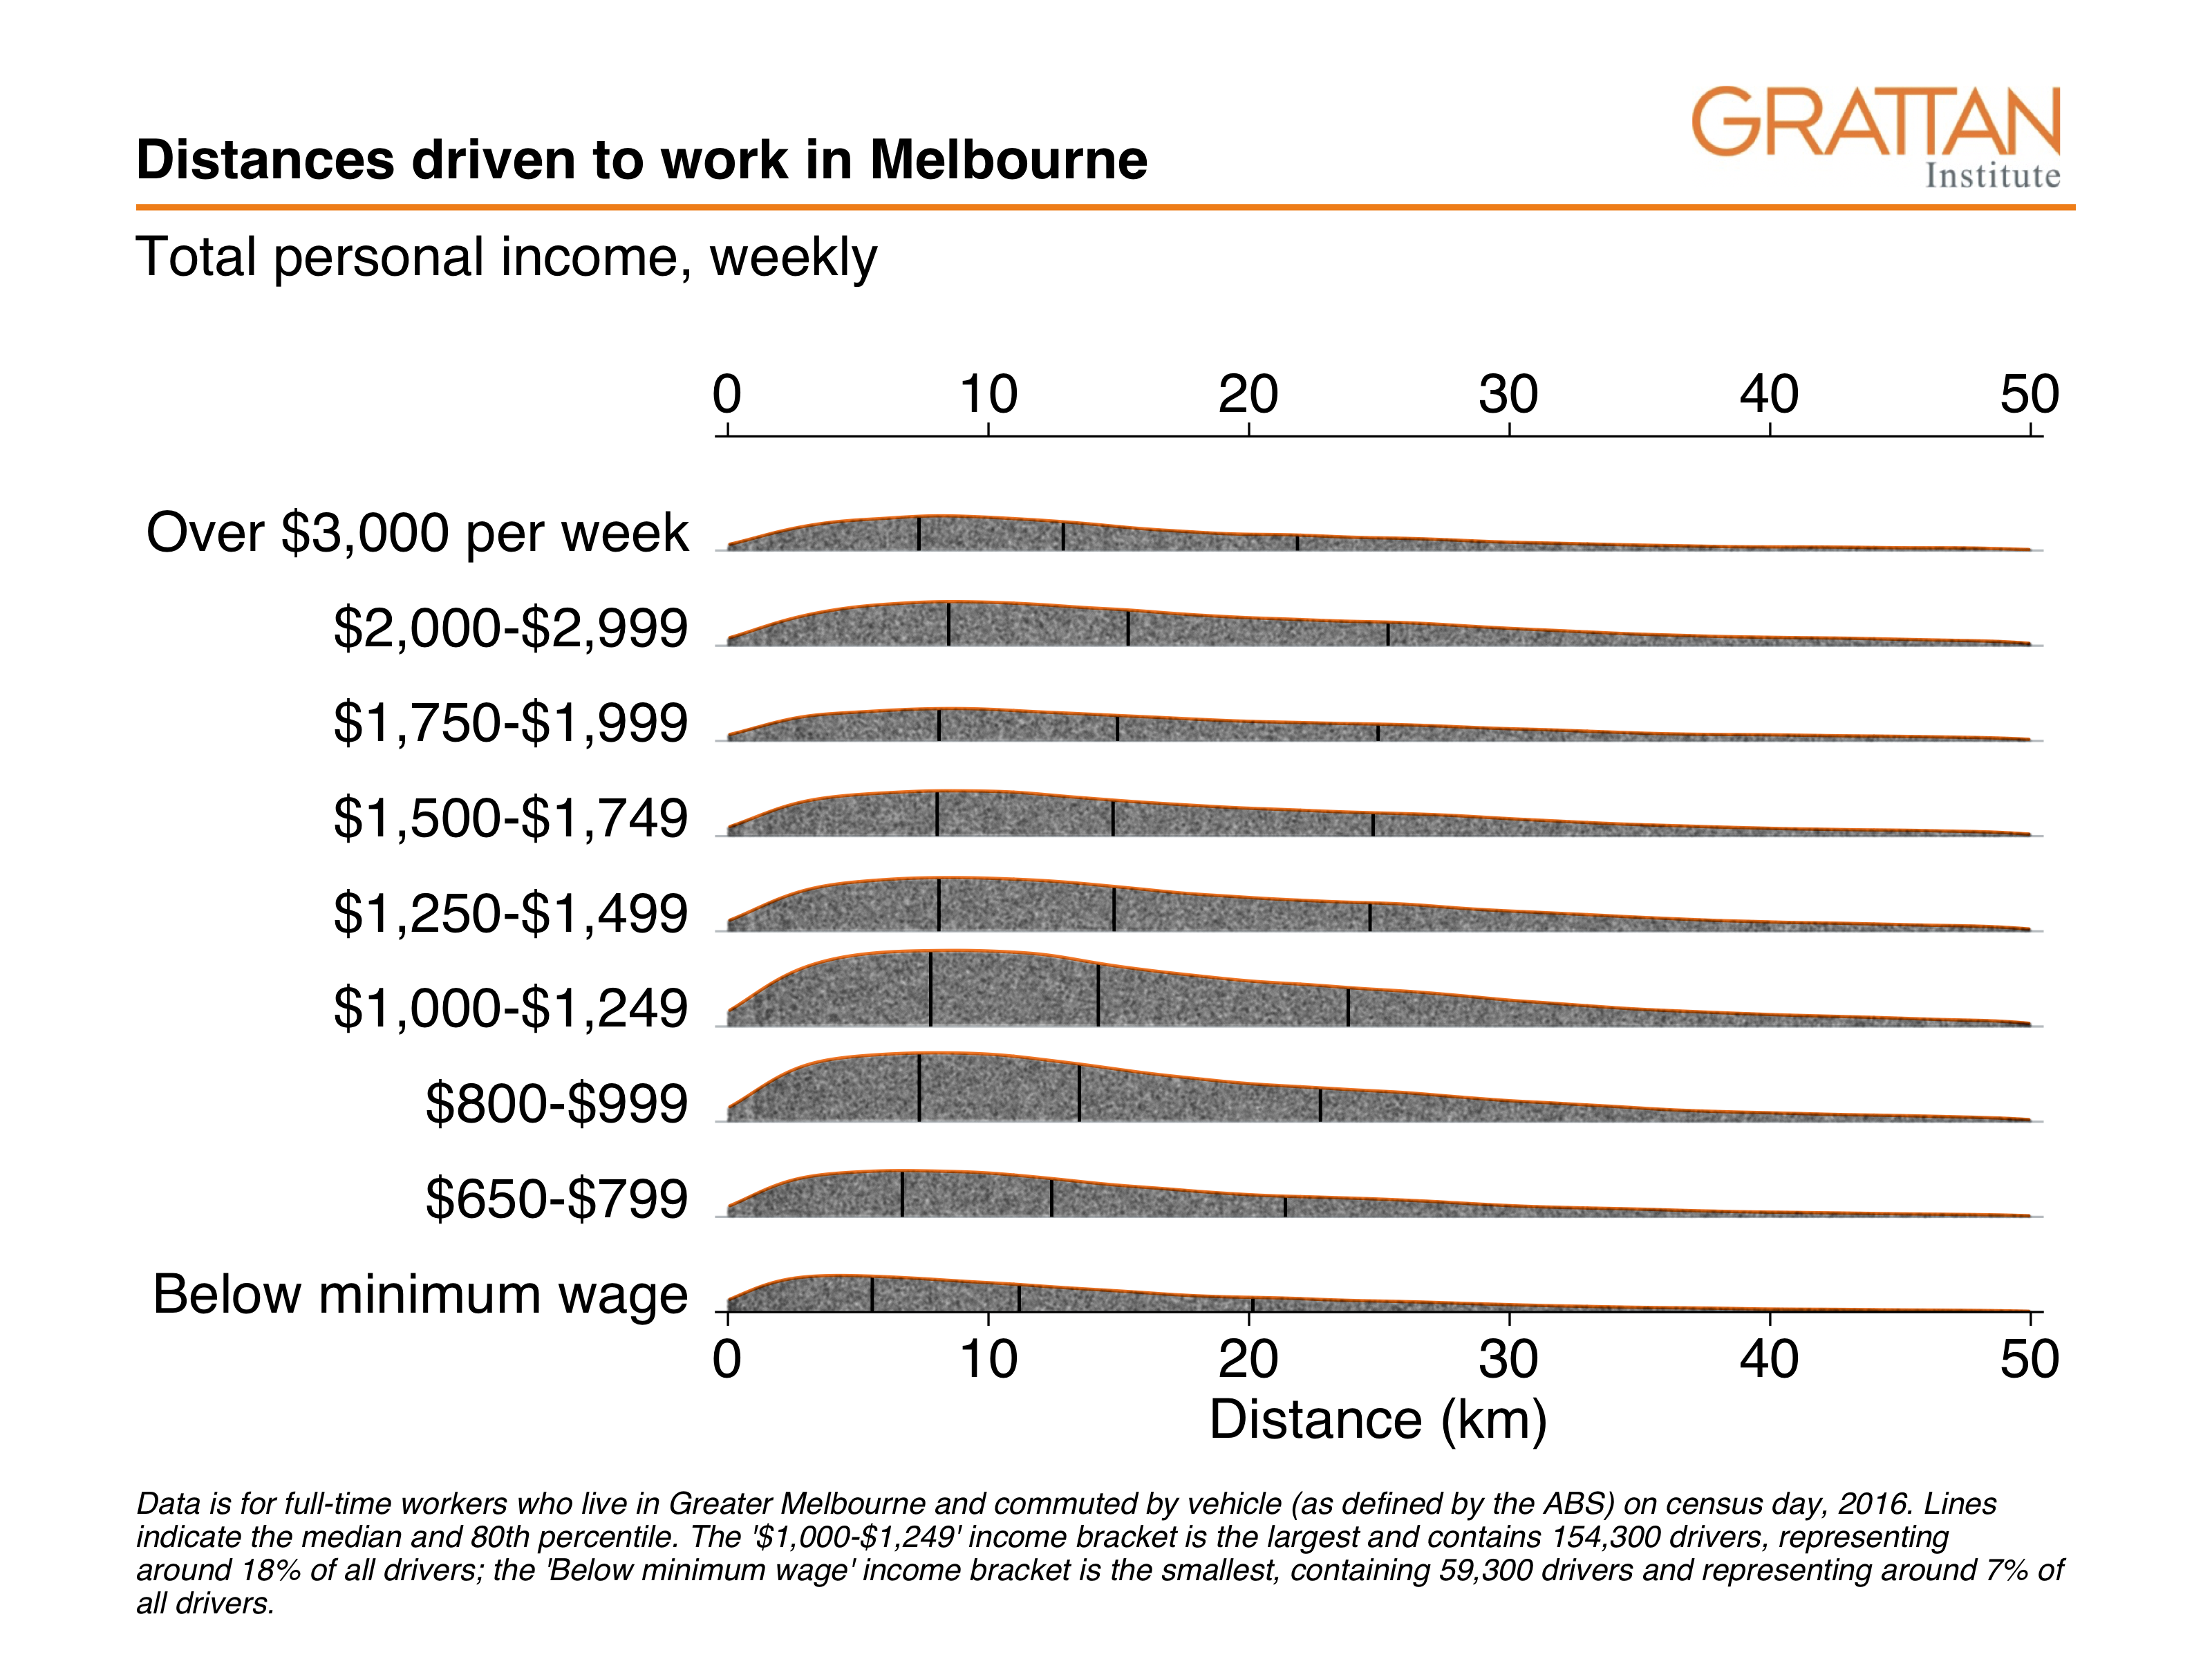 GRATTAN
Institute
Distances driven to work in Melbourne
Total personal income, weekly
0 10 20 30 40 50
Over $3,000 per week
$2,000-$2,999
$1,750-$1,999
$1,500-$1,749
$1,250-$1,499
$1,000-$1,249
$800-$999
$650-$799
Below minimum wage
0 10 20 30 40 50
Distance (km)
Data is for full-time workers who live in Greater Melbourne and commuted by vehicle (as defined by the ABS) on census day, 2016. Lines
indicate the median and 80th percentile. The '$1,000-$1,249' income bracket is the largest and contains 154,300 drivers, representing
around 18% of all drivers; the 'Below minimum wage' income bracket is the smallest, containing 59,300 drivers and representing around 7% of
all drivers.